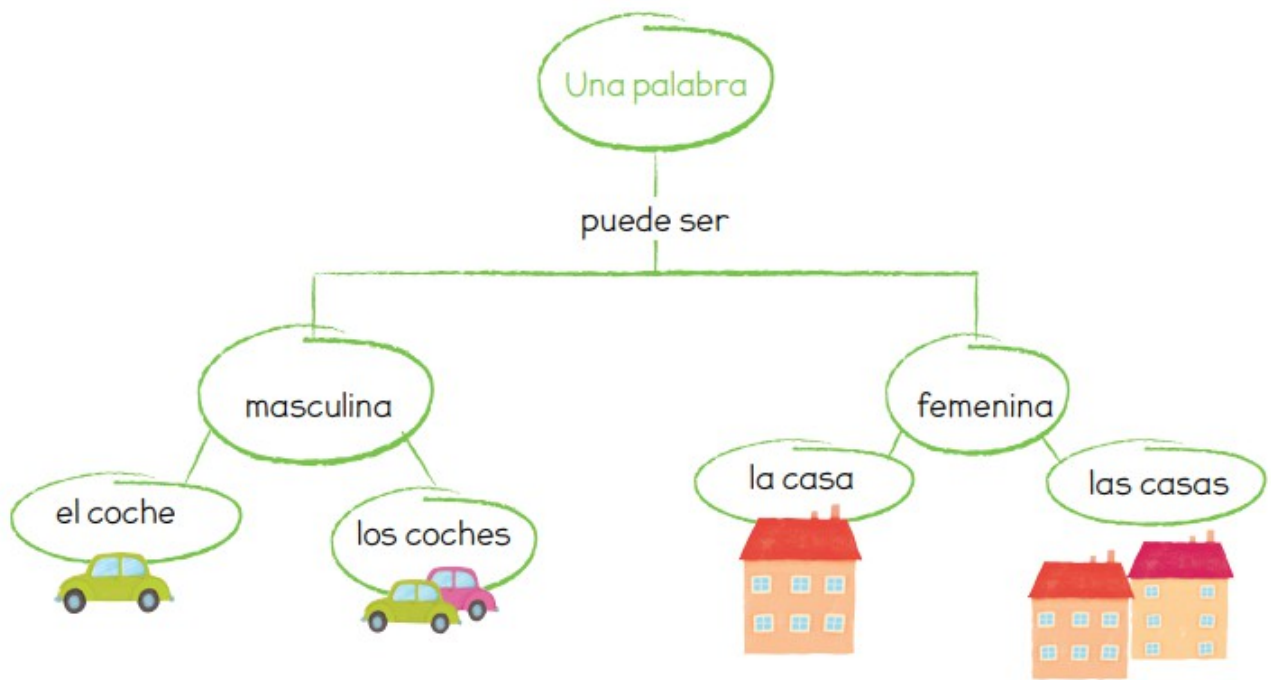 Una palabra
puede ser
masculina
femenina
el coche
los coches
la casa
las casas